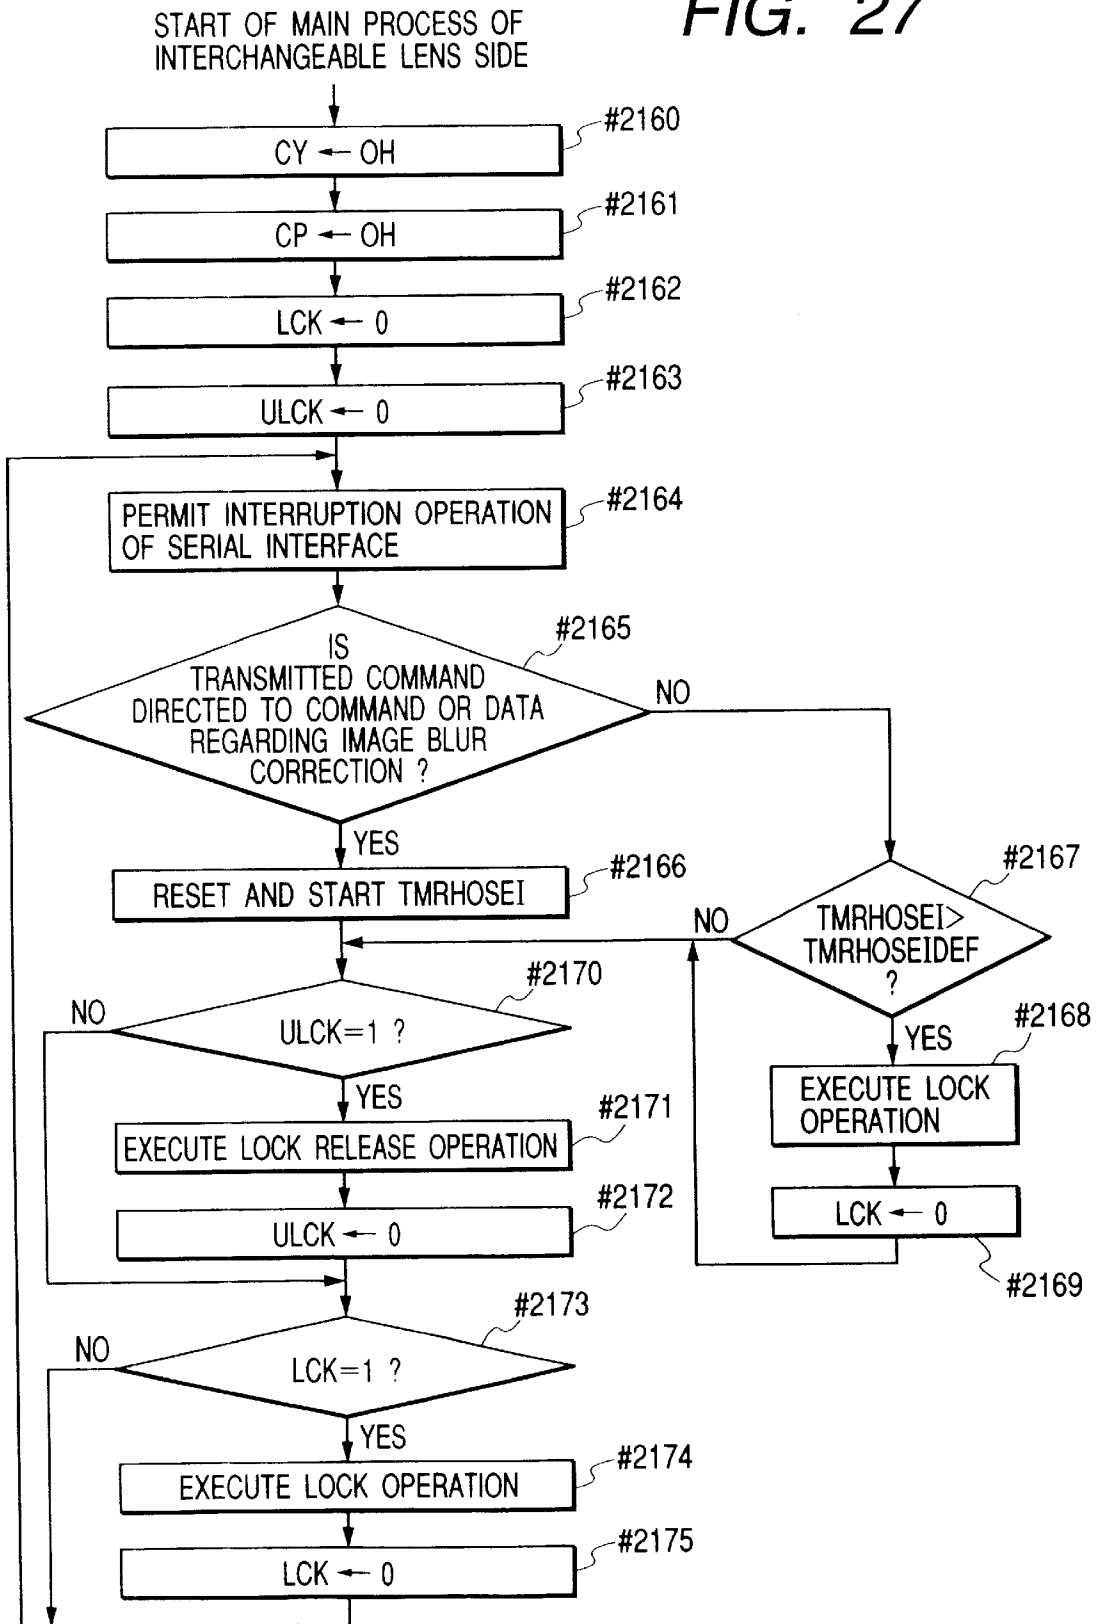 FIG. 27
START OF MAIN PROCESS OF
INTERCHANGEABLE LENS SIDE
#2160
CY ← OH
#2161
CP ← OH
#2162
LCK ← 0
#2163
ULCK ← 0
#2164
PERMIT INTERRUPTION OPERATION
OF SERIAL INTERFACE
#2165
IS
TRANSMITTED COMMAND
DIRECTED TO COMMAND OR DATA
REGARDING IMAGE BLUR
CORRECTION ?
NO
YES
#2166
RESET AND START TMRHOSEI
#2167
TMRHOSEI>
TMRHOSEIDEF
?
NO
YES
#2168
EXECUTE LOCK
OPERATION
LCK ← 0
#2169
#2170
ULCK=1 ?
NO
YES
#2171
EXECUTE LOCK RELEASE OPERATION
#2172
ULCK ← 0
#2173
LCK=1 ?
NO
YES
#2174
EXECUTE LOCK OPERATION
#2175
LCK ← 0